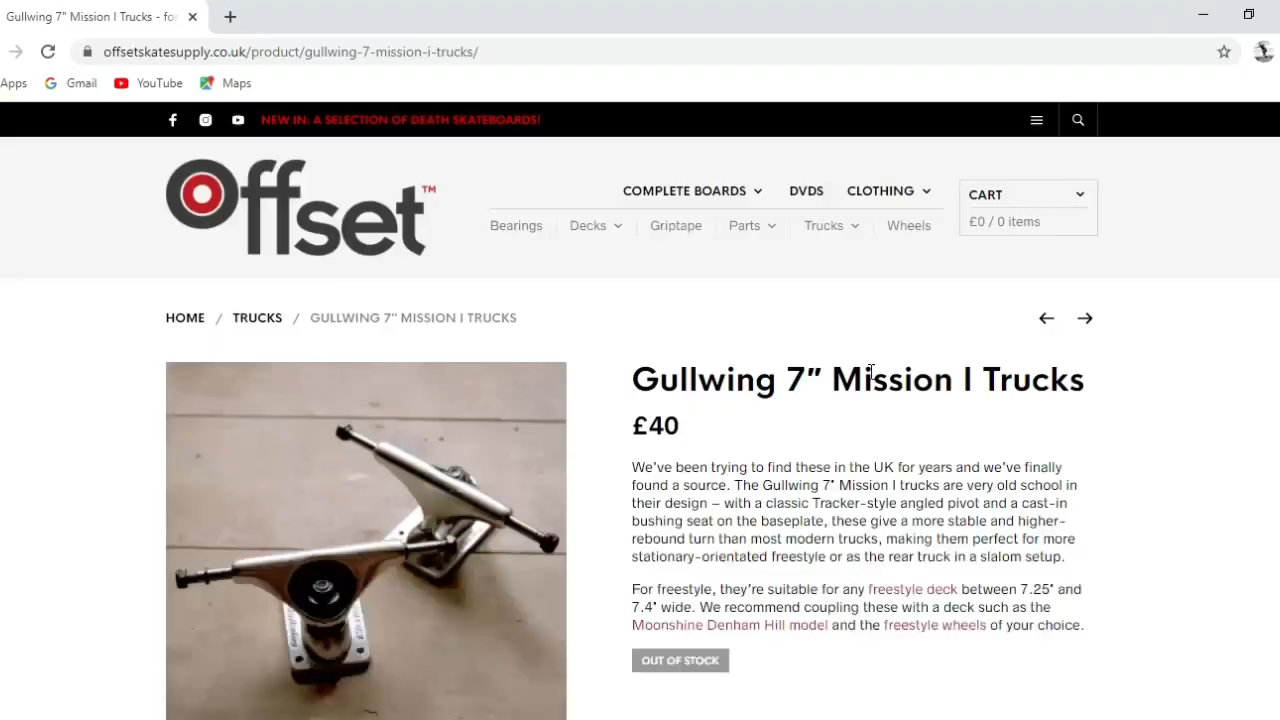 Gullwing 7" Mission I Trucks - for
offsetskatesupply.co.uk/product/gullwing-7-mission-i-trucks/
Apps Gmail YouTube Maps
NEW IN: A SELECTION OF DEATH SKATEBOARDS!
Offset™
COMPLETE BOARDS DVDS CLOTHING
CART
£0 / 0 items
Bearings Decks Griptape Parts Trucks Wheels
HOME / TRUCKS / GULLWING 7″ MISSION I TRUCKS
Gullwing 7″ Mission I Trucks
£40
We've been trying to find these in the UK for years and we've finally
found a source. The Gullwing 7″ Mission I trucks are very old school in
their design – with a classic Tracker-style angled pivot and a cast-in
bushing seat on the baseplate, these give a more stable and higher-
rebound turn than most modern trucks, making them perfect for more
stationary-orientated freestyle or as the rear truck in a slalom setup.
For freestyle, they're suitable for any freestyle deck between 7.25″ and
7.4″ wide. We recommend coupling these with a deck such as the
Moonshine Denham Hill model and the freestyle wheels of your choice.
OUT OF STOCK